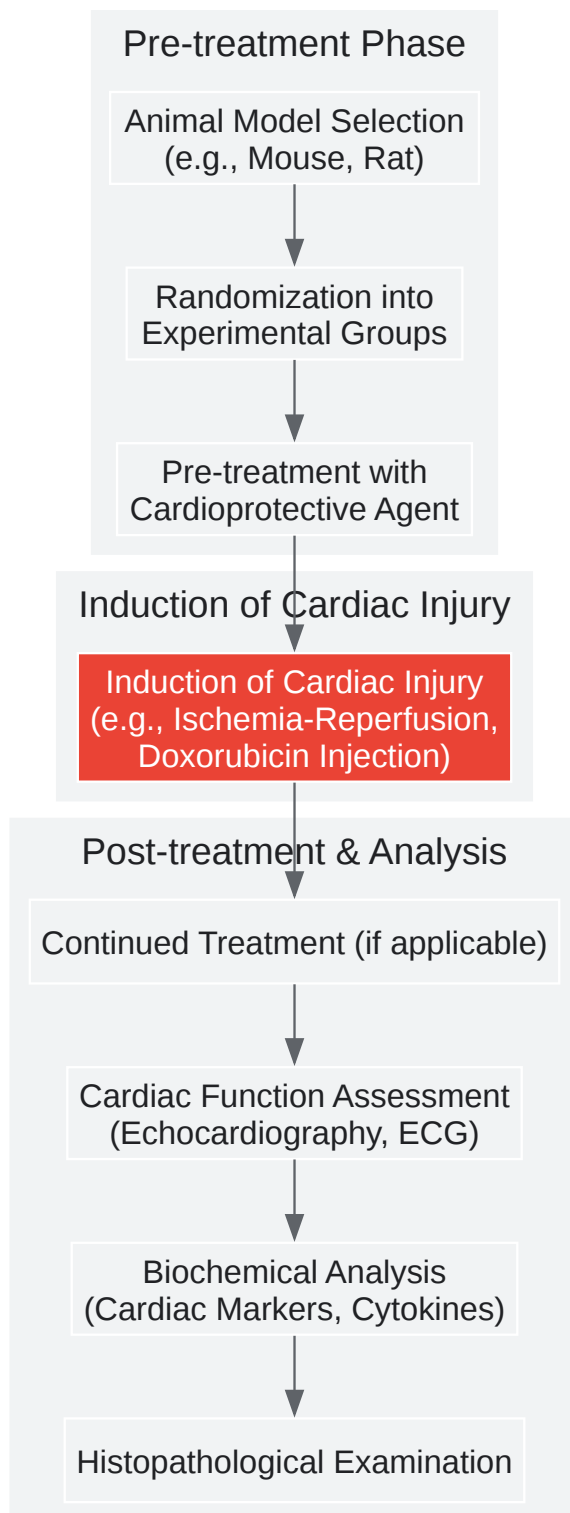 Pre-treatment Phase
Animal Model Selection
(e.g., Mouse, Rat)
Randomization into
Experimental Groups
Pre-treatment with
Cardioprotective Agent
Induction of Cardiac Injury
Induction of Cardiac Injury
(e.g., Ischemia-Reperfusion,
Doxorubicin Injection)
Post-treatment & Analysis
Continued Treatment (if applicable)
Cardiac Function Assessment
(Echocardiography, ECG)
Biochemical Analysis
(Cardiac Markers, Cytokines)
Histopathological Examination